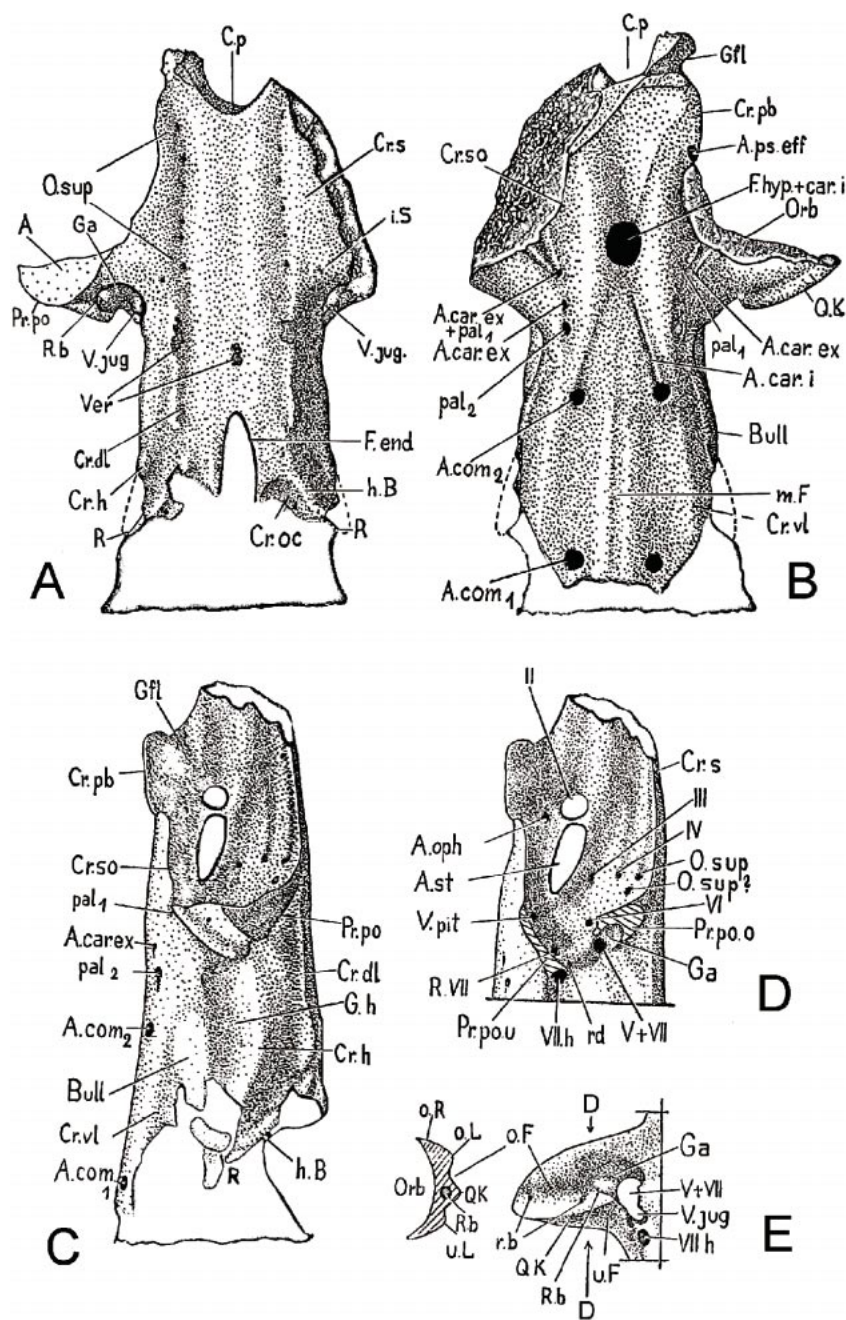 C.p
O.sup
Ga
A
Pr.po
R.b
V.jug
Ver
Cr.dl
Cr.h
R
Cr.oc
R
h.B
F.end
V.jug.
i.S
Cr.s
A
C.p
Gfl
Cr.pb
A.ps.eff
F.hyp.+car.i
Orb
Cr.so
Q.K
A.car.ex
+pal1
A.car.ex
pal1
A.car.ex
A.car.i
pal2
Bull
A.com2
m.F
Cr.vl
A.com1
B
Gfl
Cr.pb
Cr.so
pal1
A.car.ex
pal2
A.com2
Bull
Cr.vl
A.com1
Pr.po
Cr.dl
G.h
Cr.h
R
h.B
C
II
Cr.s
III
IV
A.oph
O.sup
A.st
O.sup?
VI
V.pit
Pr.po.o
Ga
R.VII
Pr.po.u
VII.h
rd
V+VII
D
o.R
o.L
o.F
Orb
QK
R.b
u.L
D
Ga
V+VII
V.jug
VII h
r.b
Q.K
R.b
u.F
D
E